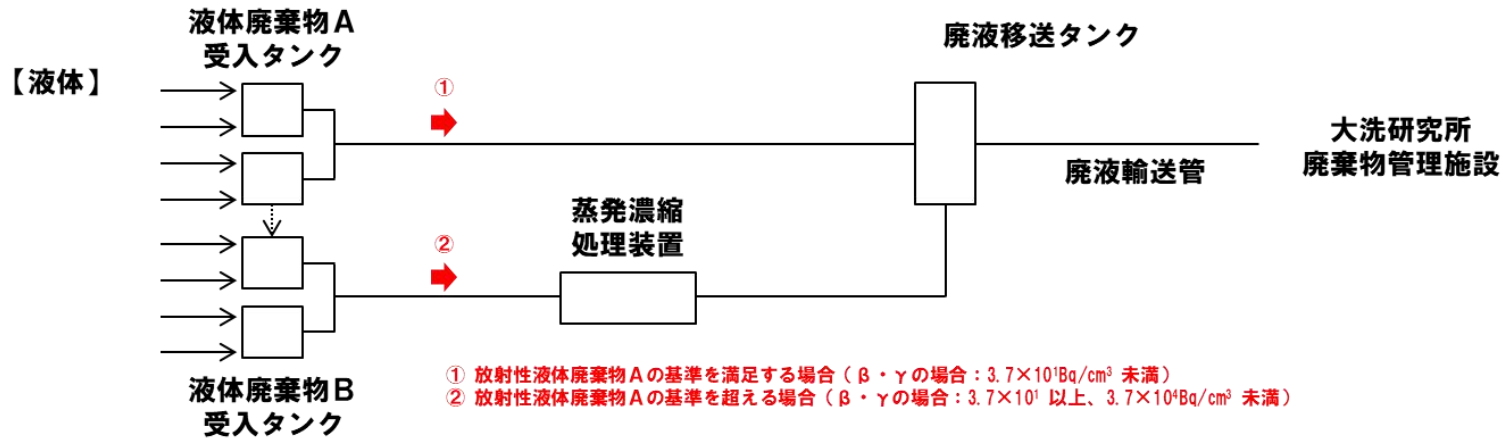 液体廃棄物A
受入タンク
廃液移送タンク
【液体】
①
大洗研究所
廃棄物管理施設
廃液輸送管
蒸発濃縮
処理装置
②
① 放射性液体廃棄物Aの基準を満足する場合（β・γの場合：3.7×10¹Bq/cm³ 未満）
② 放射性液体廃棄物Aの基準を超える場合（β・γの場合：3.7×10¹ 以上、3.7×10⁴Bq/cm³ 未満）
液体廃棄物B
受入タンク